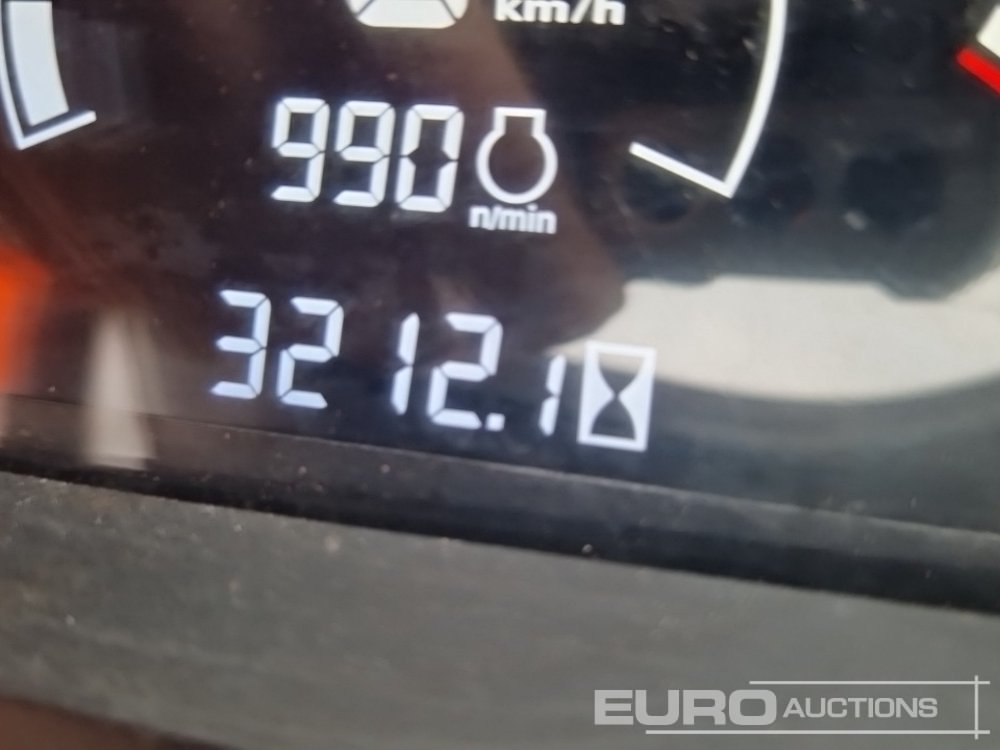 km/h
990
n/min
3212.1
EURO AUCTIONS